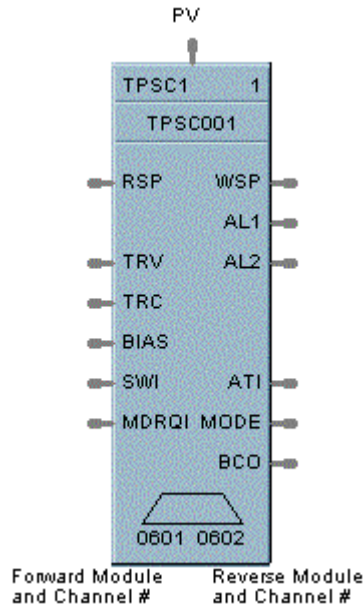 PV
TPSC1 1
TPSC001
RSP WSP
AL1
TRV AL2
TRC
BIAS
SWI ATI
MDRQI MODE
BCO
0601 0602
Forward Module Reverse Module
and Channel # and Channel #